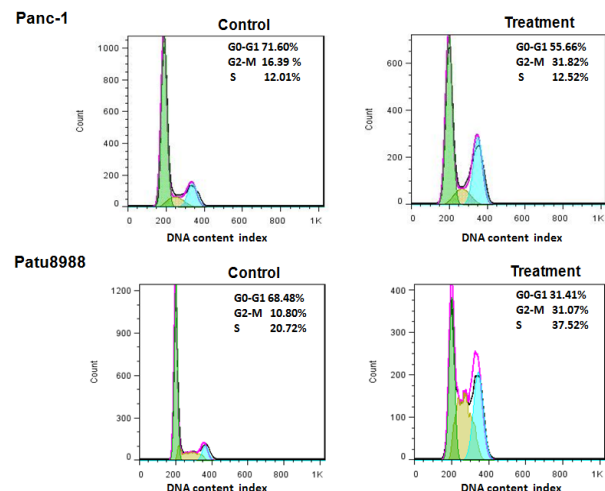 Panc-1
Control
Treatment
G0-G1 71.60%
G2-M 16.39 %
S 12.01%
1000
800
600
400
200
0
Count
0 200 400 600 800 1K
DNA content index
G0-G1 55.66%
G2-M 31.82%
S 12.52%
600
400
200
0
Count
0 200 400 600 800 1K
DNA content index
Patu8988
Control
Treatment
G0-G1 68.48%
G2-M 10.80%
S 20.72%
1200
900
600
300
0
Count
0 200 400 600 800 1K
DNA content index
G0-G1 31.41%
G2-M 31.07%
S 37.52%
400
300
200
100
0
Count
0 200 400 600 800 1K
DNA content index